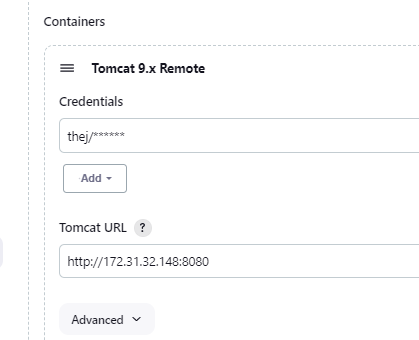 Containers
Tomcat 9.x Remote
Credentials
thej/******
Add
Tomcat URL ?
http://172.31.32.148:8080
Advanced